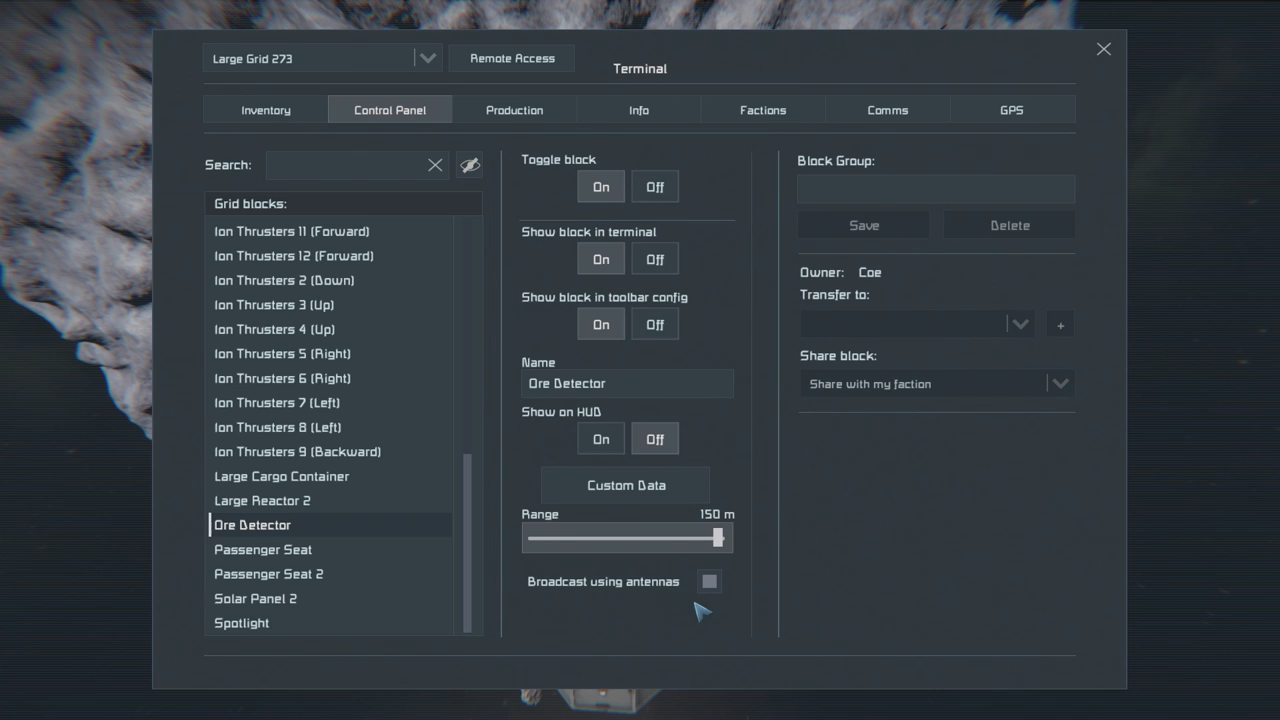 Large Grid 273
Remote Access
Terminal
Inventory
Control Panel
Production
Info
Factions
Comms
GPS
Search:
Grid blocks:
Ion Thrusters 11 (Forward)
Ion Thrusters 12 (Forward)
Ion Thrusters 2 (Down)
Ion Thrusters 3 (Up)
Ion Thrusters 4 (Up)
Ion Thrusters 5 (Right)
Ion Thrusters 6 (Right)
Ion Thrusters 7 (Left)
Ion Thrusters 8 (Left)
Ion Thrusters 9 (Backward)
Large Cargo Container
Large Reactor 2
Ore Detector
Passenger Seat
Passenger Seat 2
Solar Panel 2
Spotlight
Toggle block
On Off
Show block in terminal
On Off
Show block in toolbar config
On Off
Name
Ore Detector
Show on HUD
On Off
Custom Data
Range 150 m
Broadcast using antennas
Block Group:
Save Delete
Owner: Coe
Transfer to:
+
Share block:
Share with my faction